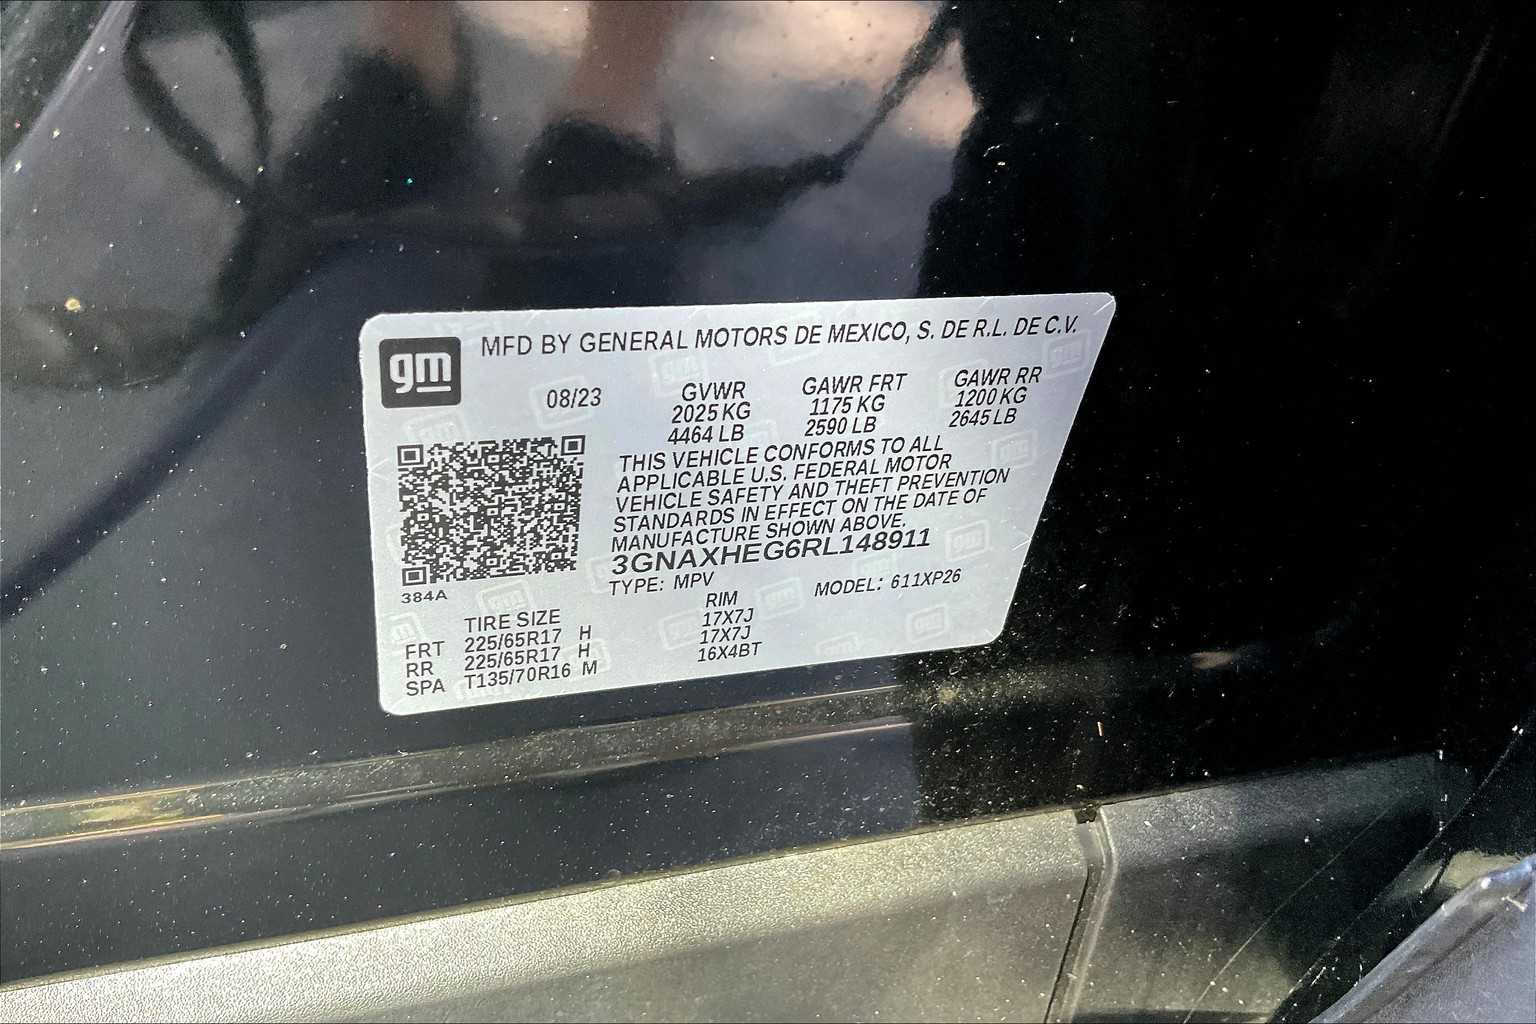 gm
MFD BY GENERAL MOTORS DE MEXICO, S. DE R.L. DE C.V.
08/23
GVWR GAWR FRT GAWR RR
2025 KG 1175 KG 1200 KG
4464 LB 2590 LB 2645 LB
THIS VEHICLE CONFORMS TO ALL
APPLICABLE U.S. FEDERAL MOTOR
VEHICLE SAFETY AND THEFT PREVENTION
STANDARDS IN EFFECT ON THE DATE OF
MANUFACTURE SHOWN ABOVE.
3GNAXHEG6RL148911
TYPE: MPV MODEL: 611XP26
384A
TIRE SIZE RIM
FRT 225/65R17 H 17X7J
RR 225/65R17 H 17X7J
SPA T135/70R16 M 16X4BT